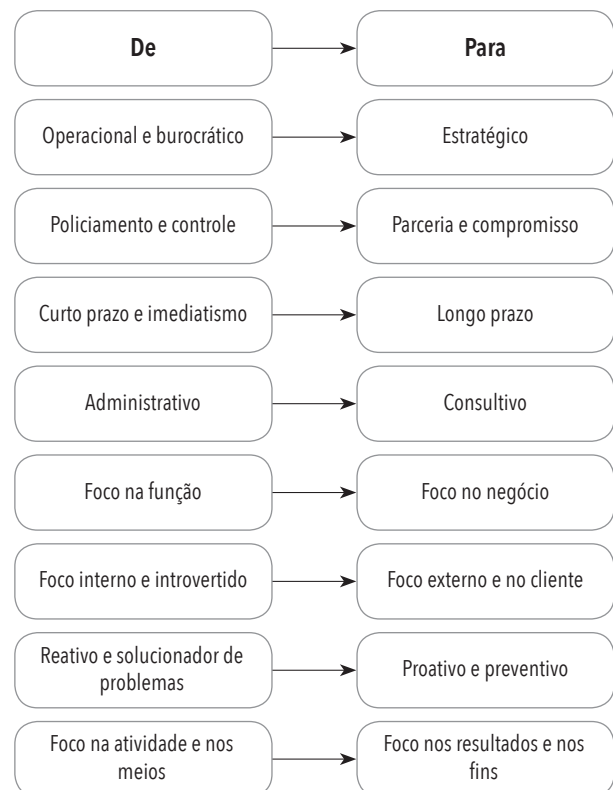 De
Para
Operacional e burocrático
Estratégico
Policiamento e controle
Parceria e compromisso
Curto prazo e imediatismo
Longo prazo
Administrativo
Consultivo
Foco na função
Foco no negócio
Foco interno e introvertido
Foco externo e no cliente
Reativo e solucionador de
problemas
Proativo e preventivo
Foco na atividade e nos
meios
Foco nos resultados e nos
fins